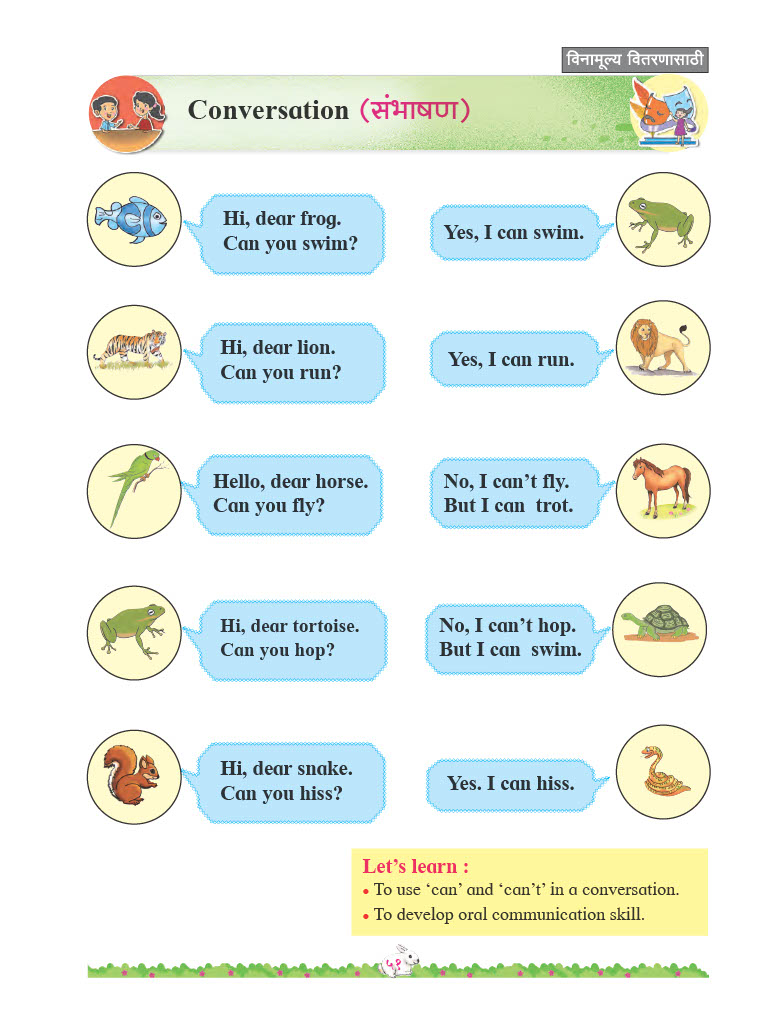 विनामूल्य वितरणासाठी
Conversation (संभाषण)
Hi, dear frog.
Can you swim?
Yes, I can swim.
Hi, dear lion.
Can you run?
Yes, I can run.
Hello, dear horse.
Can you fly?
No, I can’t fly.
But I can trot.
Hi, dear tortoise.
Can you hop?
No, I can’t hop.
But I can swim.
Hi, dear snake.
Can you hiss?
Yes. I can hiss.
Let’s learn :
• To use ‘can’ and ‘can’t’ in a conversation.
• To develop oral communication skill.
५१